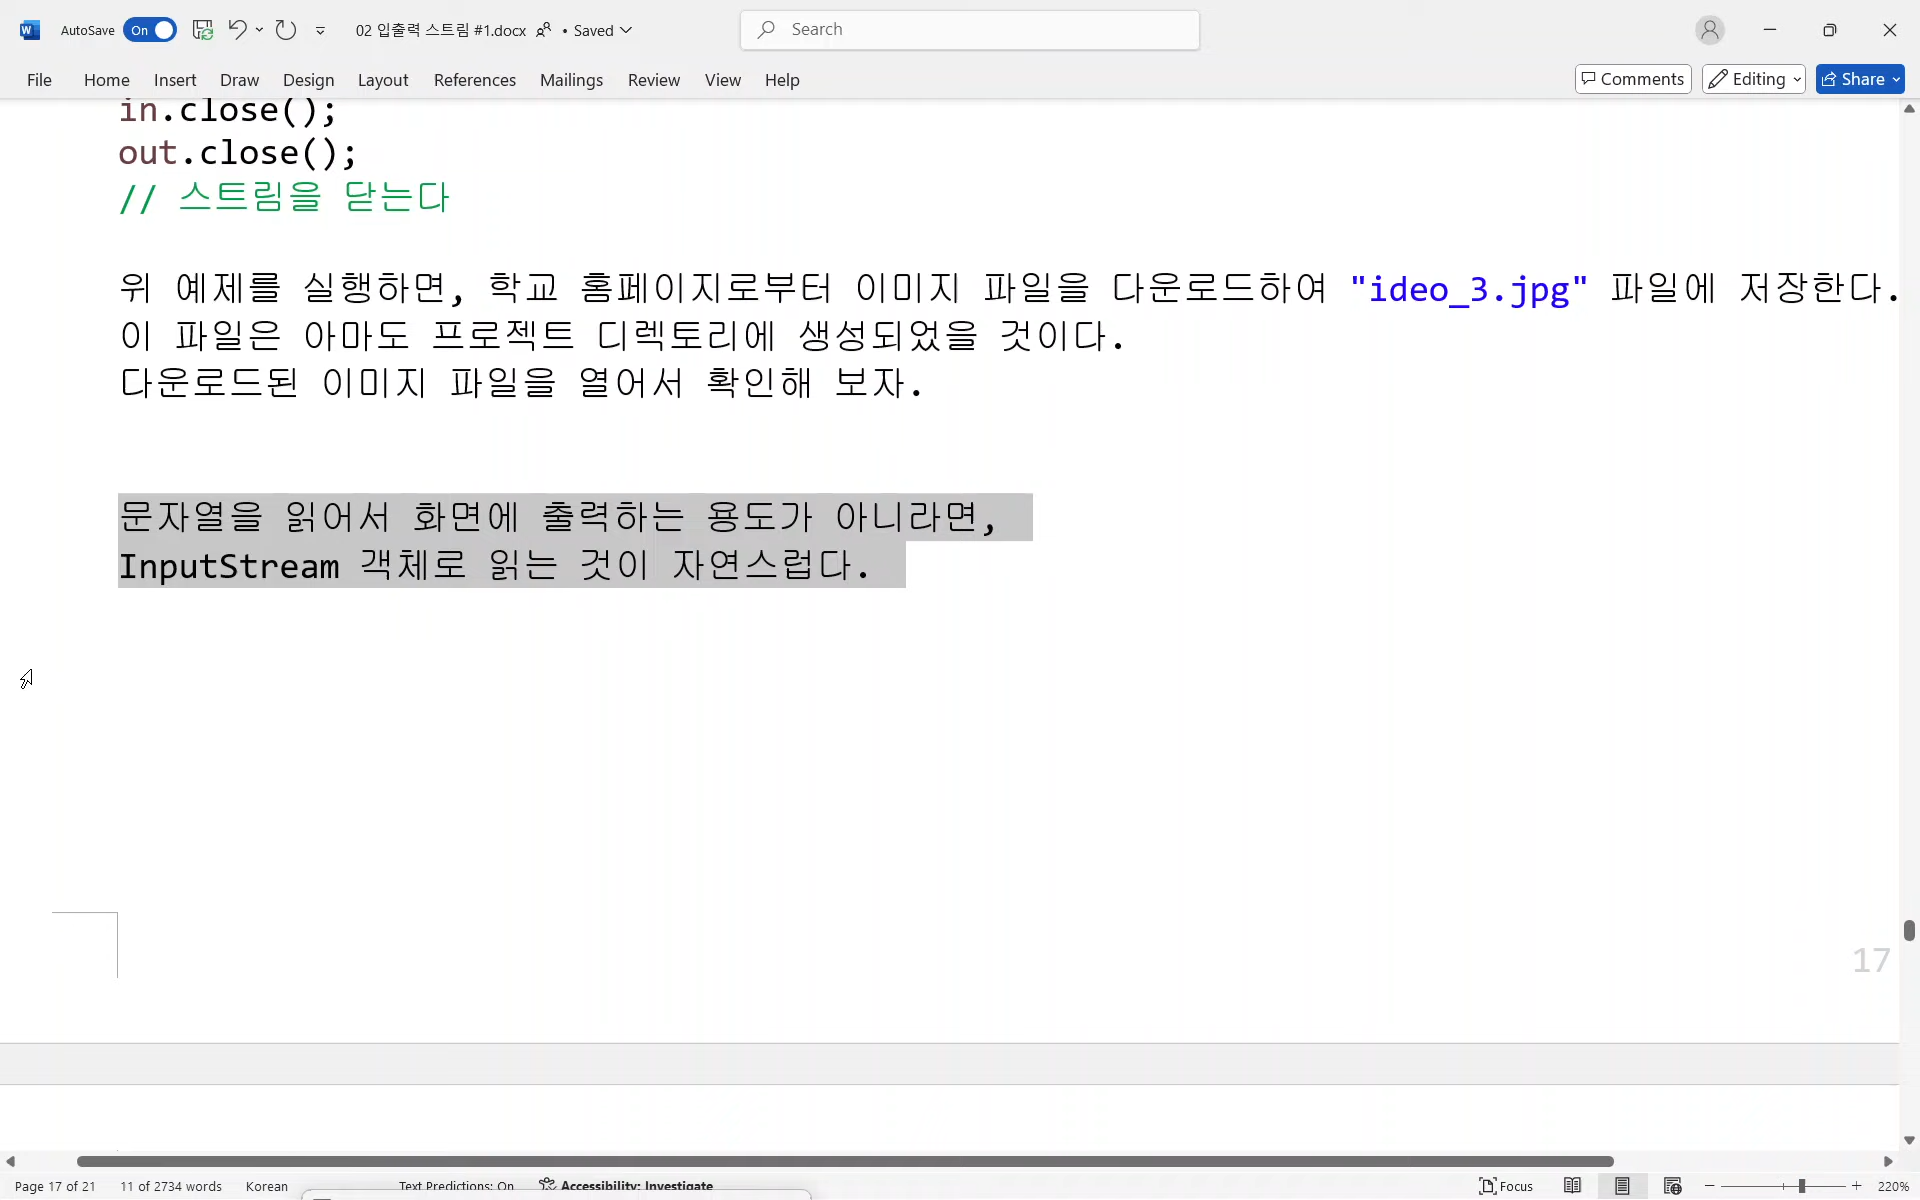 AutoSave On 02 입출력 스트림 #1.docx • Saved Search
File Home Insert Draw Design Layout References Mailings Review View Help Comments Editing Share
in.close();
out.close();
// 스트림을 닫는다
위 예제를 실행하면, 학교 홈페이지로부터 이미지 파일을 다운로드하여 "ideo_3.jpg" 파일에 저장한다.
이 파일은 아마도 프로젝트 디렉토리에 생성되었을 것이다.
다운로드된 이미지 파일을 열어서 확인해 보자.
문자열을 읽어서 화면에 출력하는 용도가 아니라면,
InputStream 객체로 읽는 것이 자연스럽다.
17
Page 17 of 21 11 of 2734 words Korean Text Predictions: On Accessibility: Investigate Focus 220%